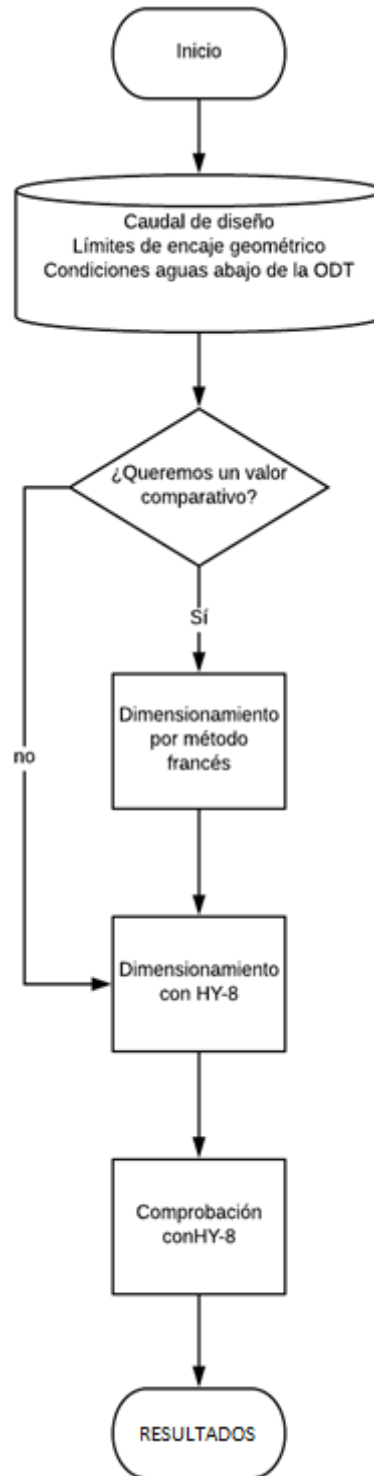 Inicio
Caudal de diseño
Límites de encaje geométrico
Condiciones aguas abajo de la ODT
¿Queremos un valor
comparativo?
Sí
Dimensionamiento
por método
francés
no
Dimensionamiento
con HY-8
Comprobación
conHY-8
RESULTADOS